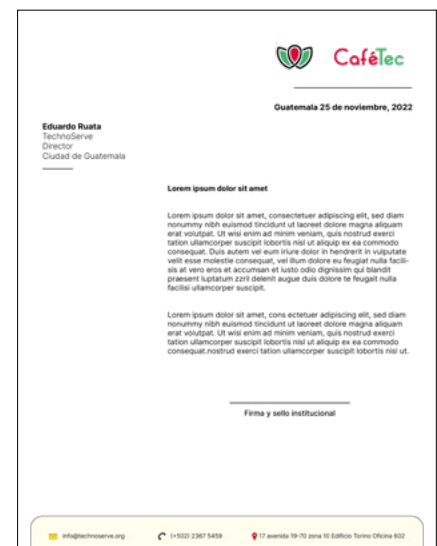 CaféTec
Guatemala 25 de noviembre, 2022
Eduardo Ruata
TechnoServe
Director
Ciudad de Guatemala
Lorem ipsum dolor sit amet
Lorem ipsum dolor sit amet, consectetuer adipiscing elit, sed diam
nonummy nibh euismod tincidunt ut laoreet dolore magna aliquam
erat volutpat. Ut wisi enim ad minim veniam, quis nostrud exerci
tation ullamcorper suscipit lobortis nisl ut aliquip ex ea commodo
consequat. Duis autem vel eum iriure dolor in hendrerit in vulputate
velit esse molestie consequat, vel illum dolore eu feugiat nulla facili-
sis at vero eros et accumsan et iusto odio dignissim qui blandit
praesent luptatum zzril delenit augue duis dolore te feugait nulla
facilisi ullamcorper suscipit.
Lorem ipsum dolor sit amet, cons ectetuer adipiscing elit, sed diam
nonummy nibh euismod tincidunt ut laoreet dolore magna aliquam
erat volutpat. Ut wisi enim ad minim veniam, quis nostrud exerci
tation ullamcorper suscipit lobortis nisl ut aliquip ex ea commodo
consequat.nostrud exerci tation ullamcorper suscipit lobortis nisl ut.
Firma y sello institucional
info@technoserve.org (+502) 2367 5459 17 avenida 19-70 zona 10 Edificio Torino Oficina 602